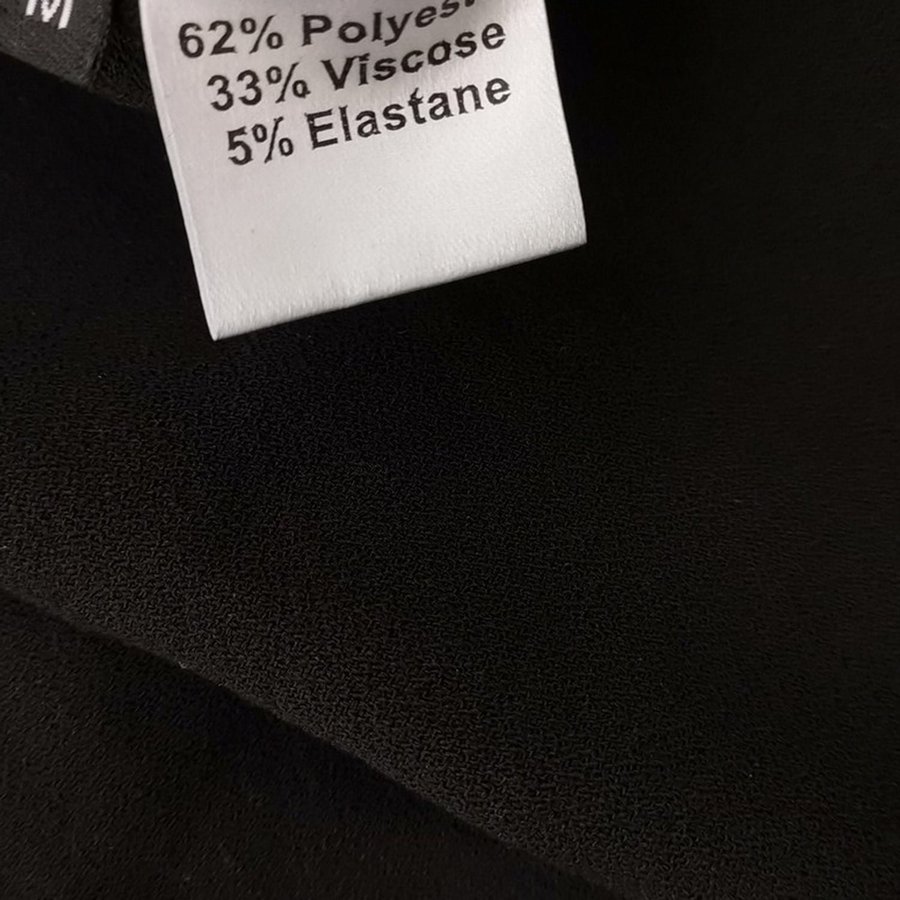 M
62% Polyes
33% Viscose
5% Elastane